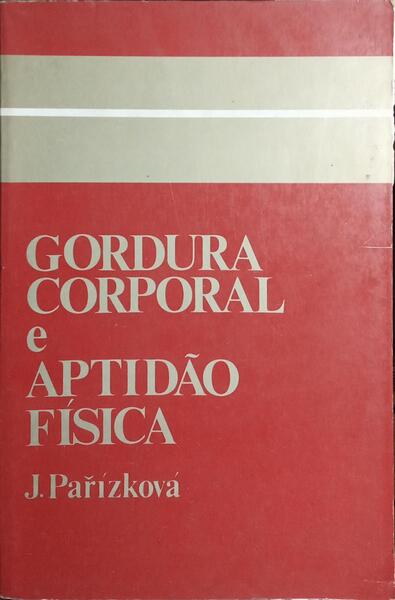 GORDURA
CORPORAL
e
APTIDÃO
FÍSICA
J. Pařízková